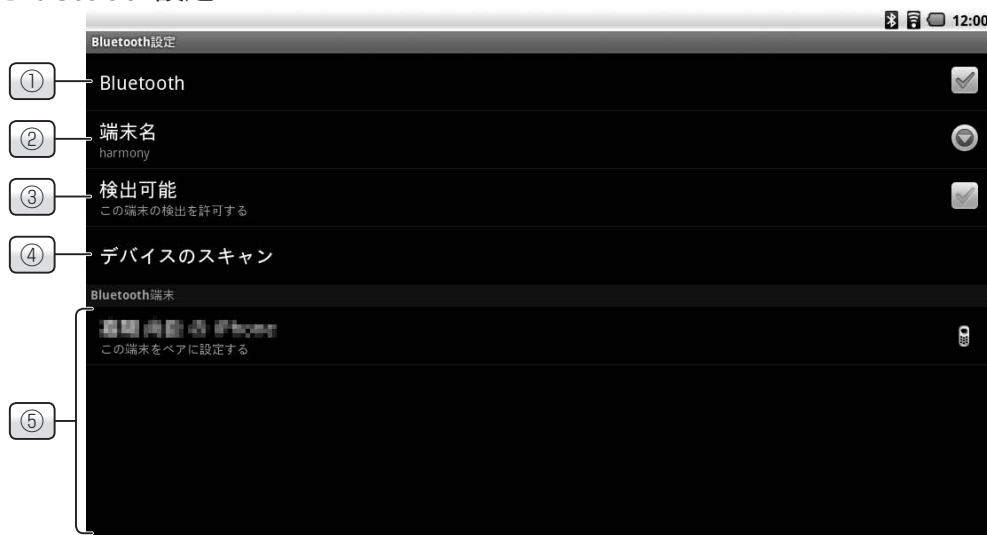 12:00
Bluetooth設定
① Bluetooth
② 端末名
harmony
③ 検出可能
この端末の検出を許可する
④ デバイスのスキャン
Bluetooth端末
の iPhone
この端末をペアに設定する
⑤